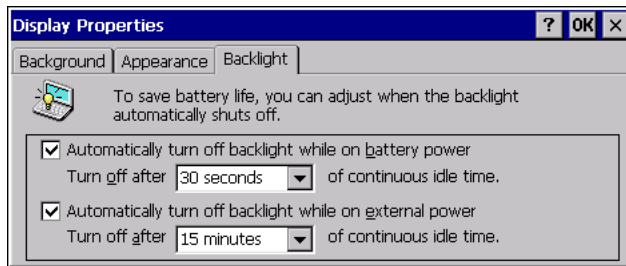 Display Properties ? OK ×
Background Appearance Backlight
To save battery life, you can adjust when the backlight
automatically shuts off.
Automatically turn off backlight while on battery power
Turn off after 30 seconds of continuous idle time.
Automatically turn off backlight while on external power
Turn off after 15 minutes of continuous idle time.